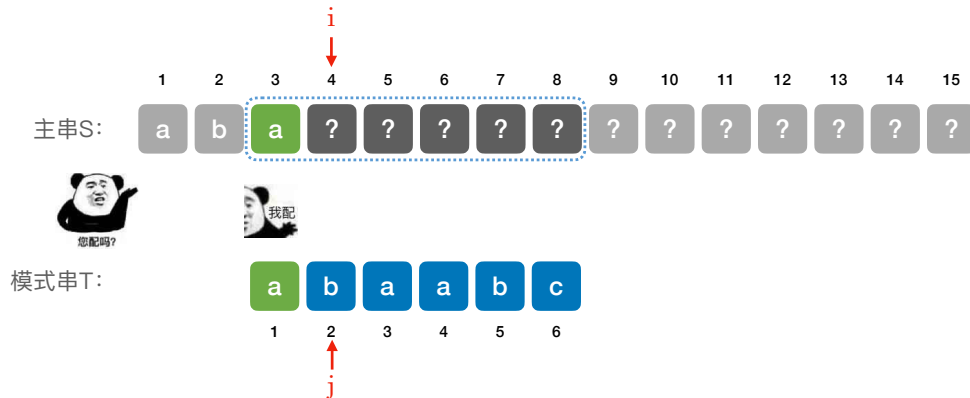 i
1 2 3 4 5 6 7 8 9 10 11 12 13 14 15
主串S： a b a ? ? ? ? ? ? ? ? ? ? ? ?
您配吗?
我配
模式串T： a b a a b c
1 2 3 4 5 6
j